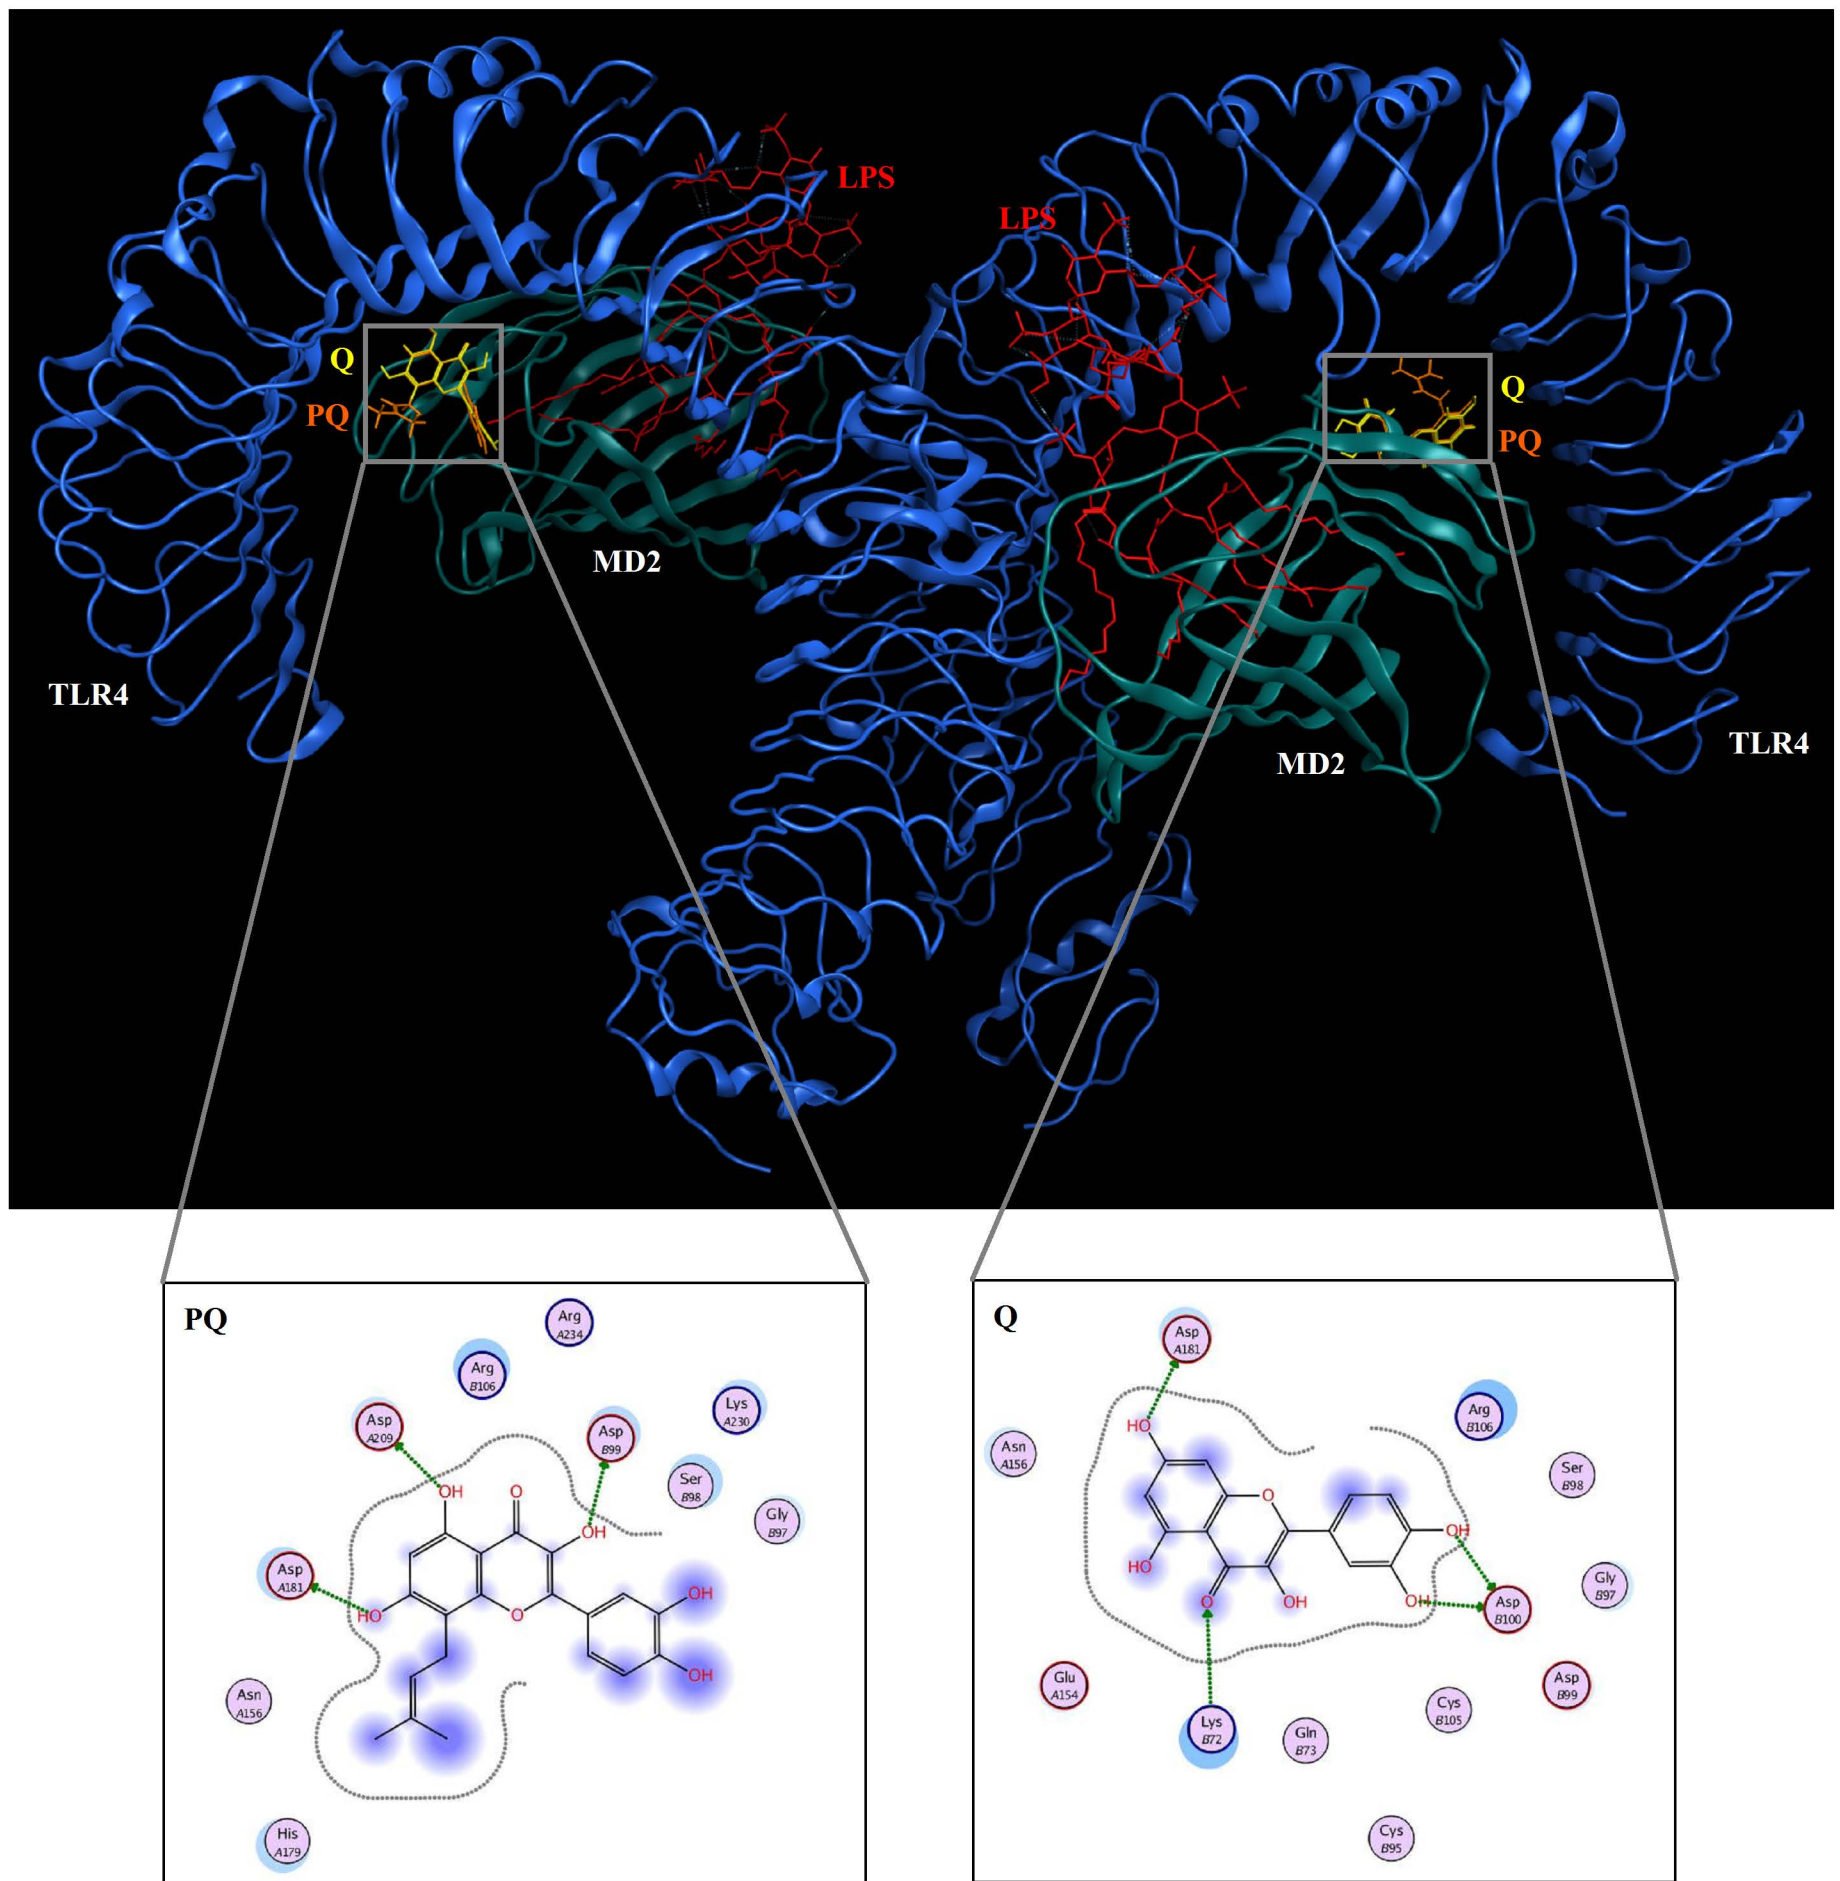 LPS
LPS
Q
PQ
Q
PQ
MD2
TLR4
MD2
TLR4
PQ
Arg
A234
Arg
B106
Lys
A230
Asp
A209
Asp
B99
Ser
B98
Gly
B97
OH
O
OH
Asp
A181
HO
O
OH
OH
Asn
A156
His
A179
Q
Asp
A181
HO
Arg
B106
Asn
A156
Ser
B98
O
OH
HO
O
OH
OH
Gly
B97
Asp
B100
Glu
A154
Asp
B99
Cys
B105
Lys
B72
Gln
B73
Cys
B95